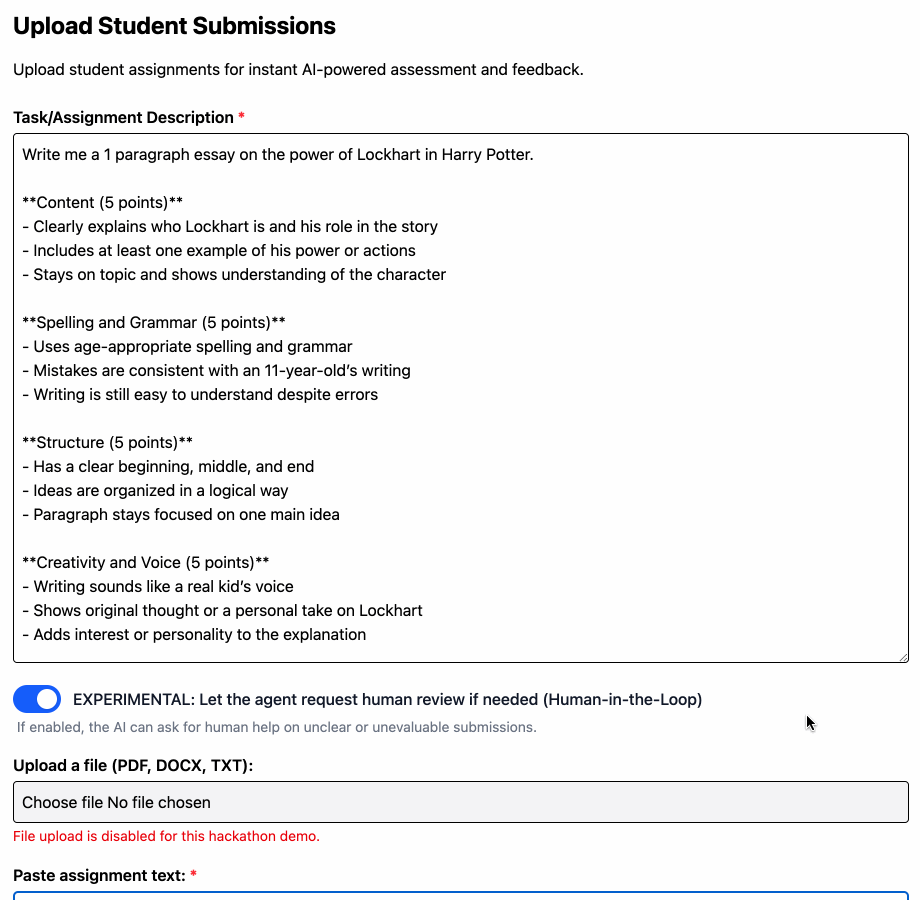 Upload Student Submissions
Upload student assignments for instant AI-powered assessment and feedback.
Task/Assignment Description *
Write me a 1 paragraph essay on the power of Lockhart in Harry Potter.
**Content (5 points)**
- Clearly explains who Lockhart is and his role in the story
- Includes at least one example of his power or actions
- Stays on topic and shows understanding of the character
**Spelling and Grammar (5 points)**
- Uses age-appropriate spelling and grammar
- Mistakes are consistent with an 11-year-old’s writing
- Writing is still easy to understand despite errors
**Structure (5 points)**
- Has a clear beginning, middle, and end
- Ideas are organized in a logical way
- Paragraph stays focused on one main idea
**Creativity and Voice (5 points)**
- Writing sounds like a real kid’s voice
- Shows original thought or a personal take on Lockhart
- Adds interest or personality to the explanation
EXPERIMENTAL: Let the agent request human review if needed (Human-in-the-Loop)
If enabled, the AI can ask for human help on unclear or unevaluable submissions.
Upload a file (PDF, DOCX, TXT):
Choose file No file chosen
File upload is disabled for this hackathon demo.
Paste assignment text: *